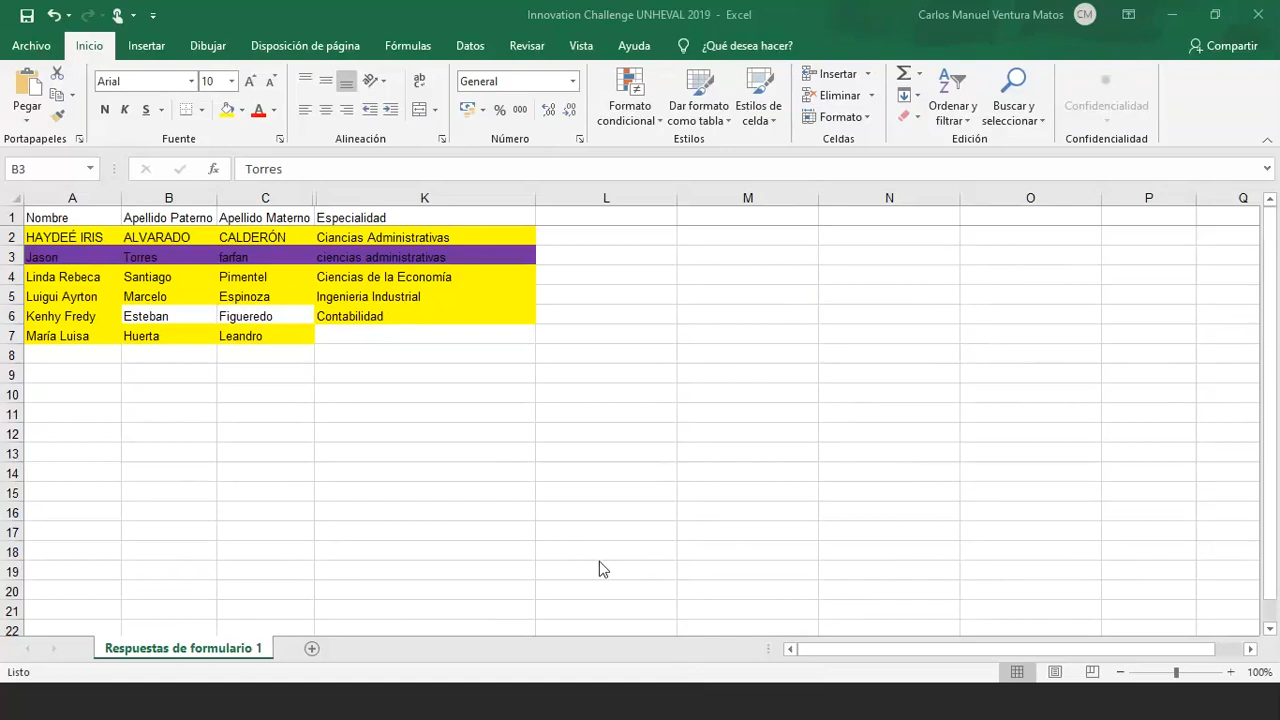 Innovation Challenge UNHEVAL 2019 - Excel
Carlos Manuel Ventura Matos CM
Archivo Inicio Insertar Dibujar Disposición de página Fórmulas Datos Revisar Vista Ayuda ¿Qué desea hacer? Compartir
Pegar
Portapapeles
Arial 10
N K S
A
Fuente
ab
Alineación
General
% 000
Número
Formato condicional
Dar formato como tabla
Estilos de celda
Estilos
Insertar
Eliminar
Formato
Celdas
Ordenar y filtrar
Buscar y seleccionar
Edición
Confidencialidad
Confidencialidad
B3 fx Torres
A B C K L M N O P Q
1 Nombre Apellido Paterno Apellido Materno Especialidad
2 HAYDEÉ IRIS ALVARADO CALDERÓN Ciancias Administrativas
3 Jason Torres farfan ciencias administrativas
4 Linda Rebeca Santiago Pimentel Ciencias de la Economía
5 Luigui Ayrton Marcelo Espinoza Ingenieria Industrial
6 Kenhy Fredy Esteban Figueredo Contabilidad
7 María Luisa Huerta Leandro
8
9
10
11
12
13
14
15
16
17
18
19
20
21
22
Respuestas de formulario 1
Listo 100%